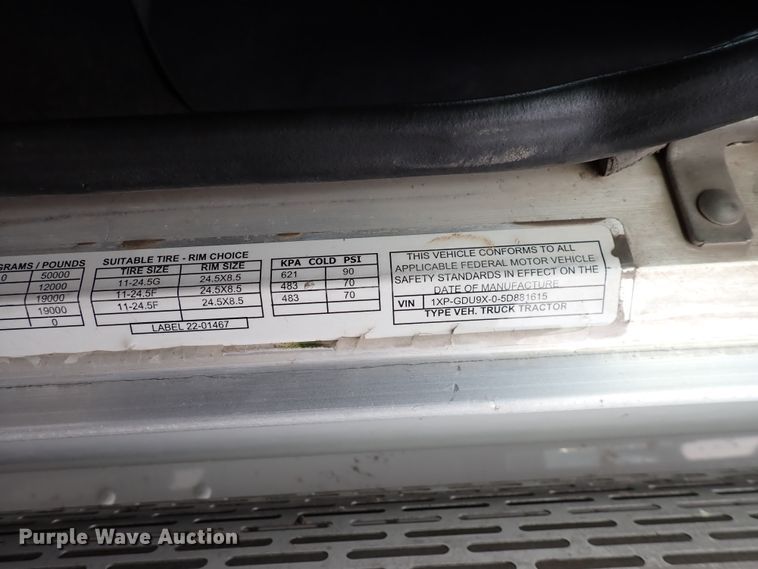 GRAMS / POUNDS
0 50000
12000
19000
19000
SUITABLE TIRE - RIM CHOICE
TIRE SIZE RIM SIZE
11-24.5G 24.5X8.5
11-24.5F 24.5X8.5
11-24.5F 24.5X8.5
LABEL 22-01467
KPA COLD PSI
621 90
483 70
483 70
THIS VEHICLE CONFORMS TO ALL
APPLICABLE FEDERAL MOTOR VEHICLE
SAFETY STANDARDS IN EFFECT ON THE
DATE OF MANUFACTURE
VIN 1XP-GDU9X-0-5D881615
TYPE VEH. TRUCK TRACTOR
Purple Wave Auction